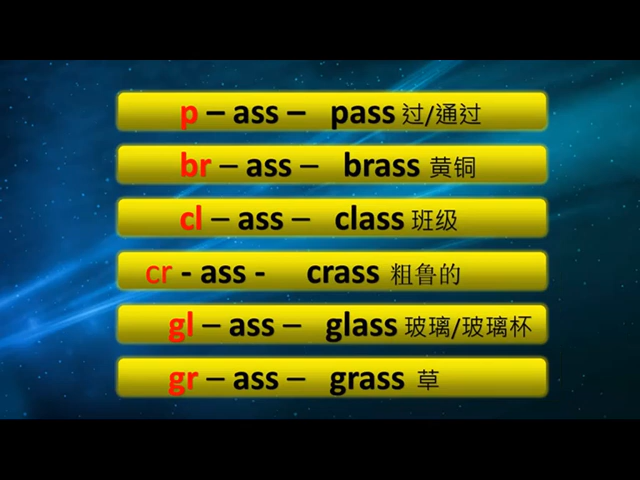 p – ass – pass 过/通过
br – ass – brass 黄铜
cl – ass – class 班级
cr - ass - crass 粗鲁的
gl – ass – glass 玻璃/玻璃杯
gr – ass – grass 草